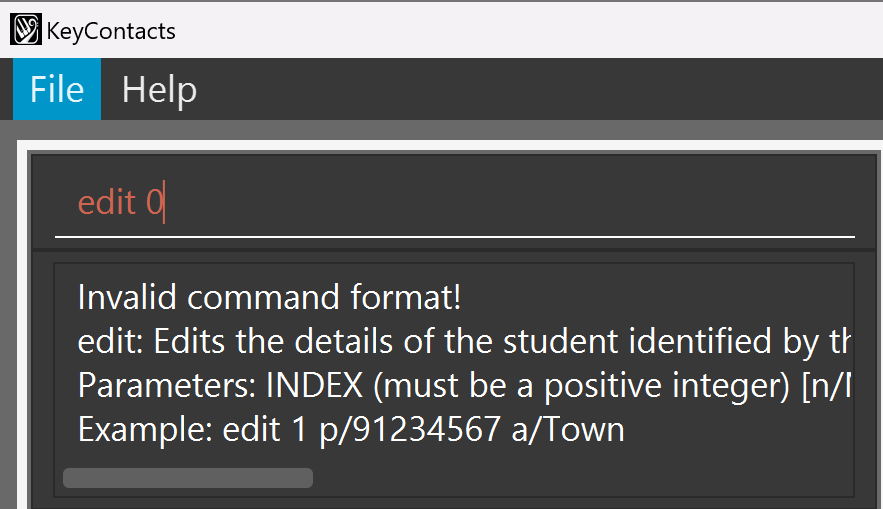 KeyContacts
File Help
edit 0
Invalid command format!
edit: Edits the details of the student identified by
Parameters: INDEX (must be a positive integer)
Example: edit 1 p/91234567 a/Town